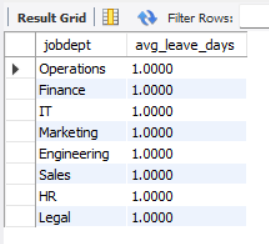 Result Grid Filter Rows:
jobdept avg_leave_days
Operations 1.0000
Finance 1.0000
IT 1.0000
Marketing 1.0000
Engineering 1.0000
Sales 1.0000
HR 1.0000
Legal 1.0000